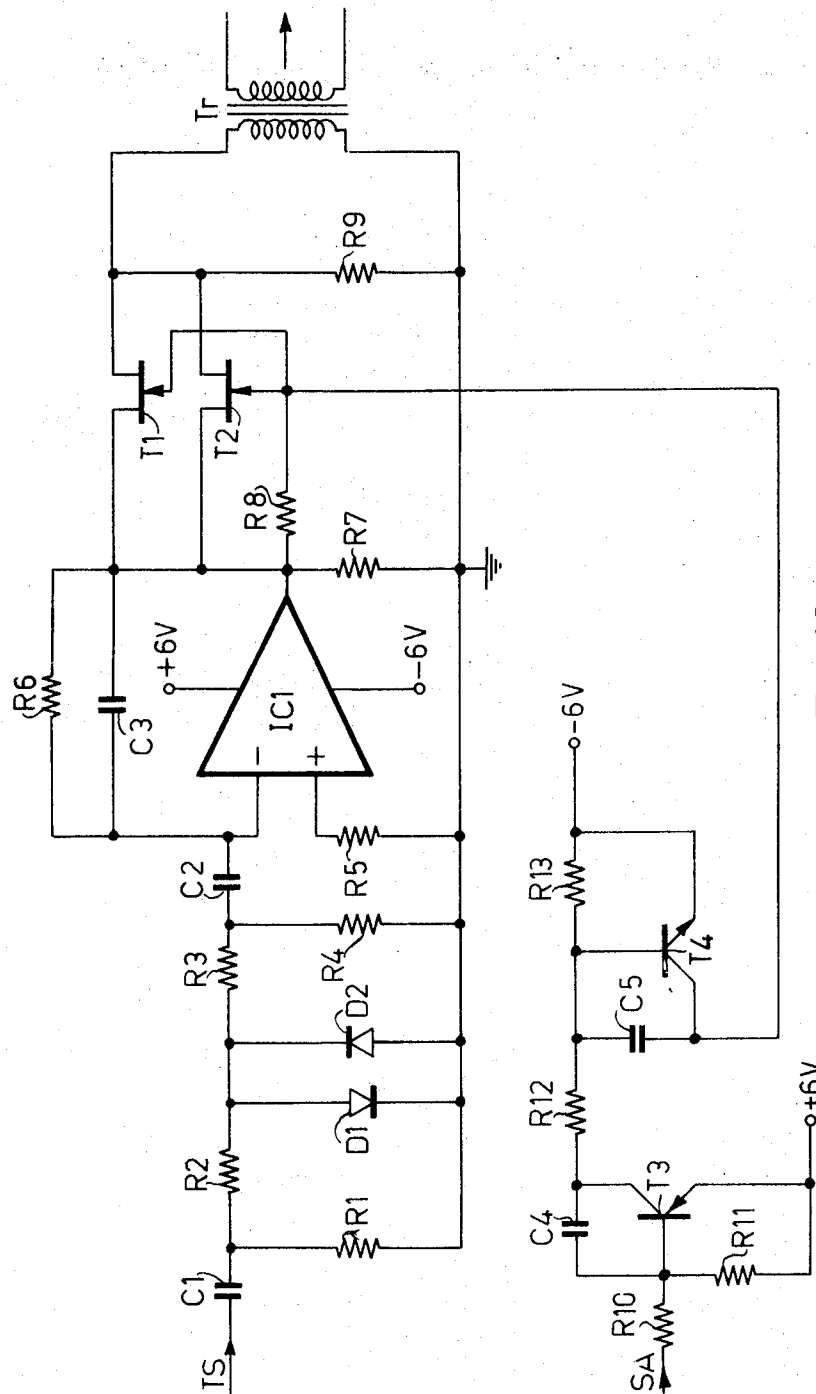 R6
C3
T1
Tr
+6V
TS
C1
R2
R3
C2
T2
R8
−
IC1
+
R1
D1
D2
R4
R5
R7
R9
-6V
C4
R12
R13
-6V
C5
SA
R10
T3
T4
R11
+6V